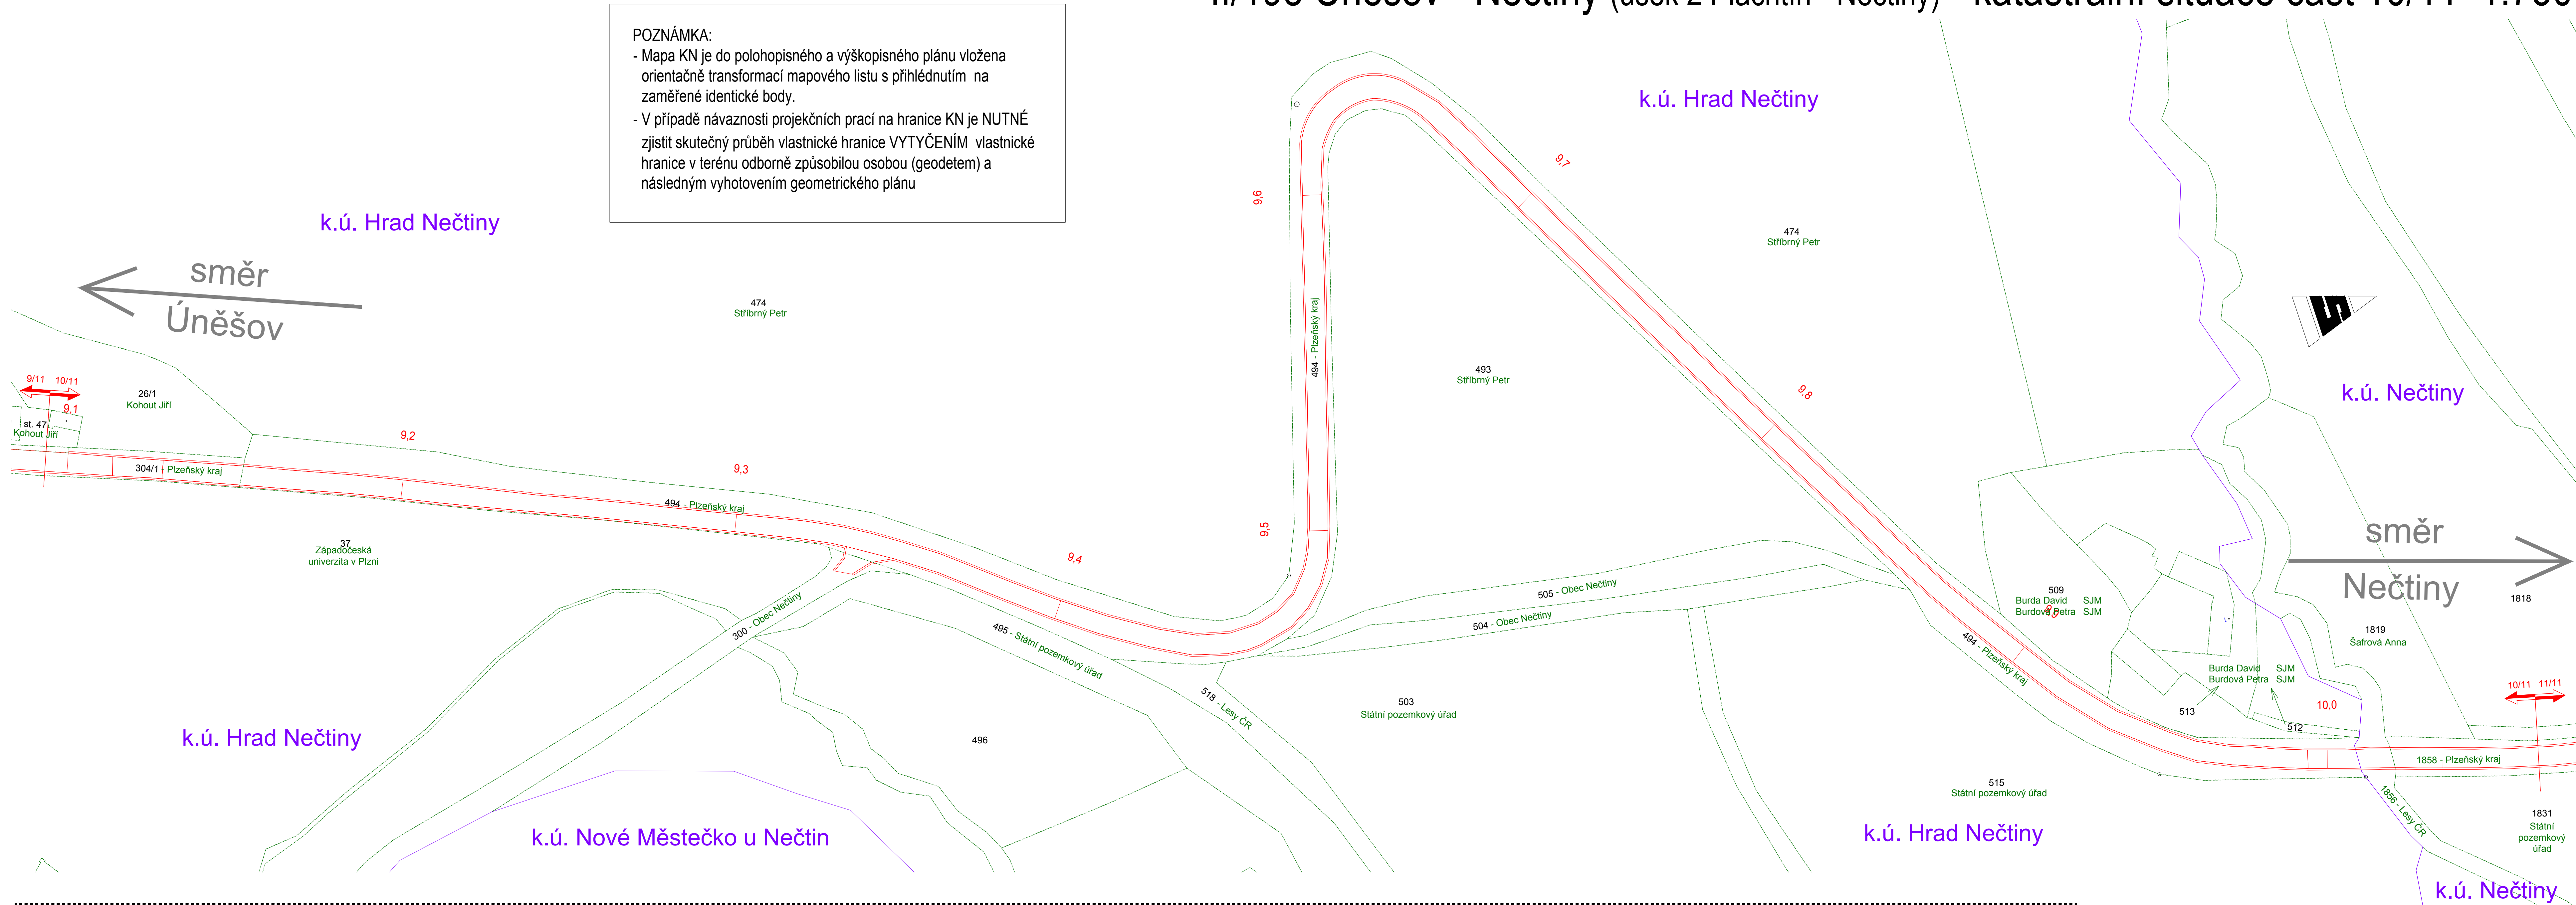 POZNÁMKA:
- Mapa KN je do polohopisného a výškopisného plánu vložena
orientačně transformací mapového listu s přihlédnutím na
zaměřené identické body.
- V případě návaznosti projekčních prací na hranice KN je NUTNÉ
zjistit skutečný průběh vlastnické hranice VYTYČENÍM vlastnické
hranice v terénu odborně způsobilou osobou (geodetem) a
následným vyhotovením geometrického plánu
k.ú. Hrad Nečtiny
k.ú. Hrad Nečtiny
směr
Úněšov
474
Stříbrný Petr
474
Stříbrný Petr
9,7
9,6
9/11 10/11
9,1
26/1
Kohout Jiří
st. 47
Kohout Jiří
304/1 - Plzeňský kraj
9,2
9,3
494 - Plzeňský kraj
494 - Plzeňský kraj
493
Stříbrný Petr
9,8
k.ú. Nečtiny
37
Západočeská
univerzita v Plzni
9,4
9,5
směr
Nečtiny
300 - Obec Nečtiny
495 - Státní pozemkový úřad
505 - Obec Nečtiny
504 - Obec Nečtiny
494 - Plzeňský kraj
509
Burda David SJM
Burdová Petra SJM
9,9
1818
1819
Šafrová Anna
Burda David SJM
Burdová Petra SJM
513
512
10,0
10/11 11/11
518 - Lesy ČR
503
Státní pozemkový úřad
496
k.ú. Hrad Nečtiny
1858 - Plzeňský kraj
515
Státní pozemkový úřad
1856 - Lesy ČR
1831
Státní
pozemkový
úřad
k.ú. Nové Městečko u Nečtin
k.ú. Hrad Nečtiny
k.ú. Nečtiny